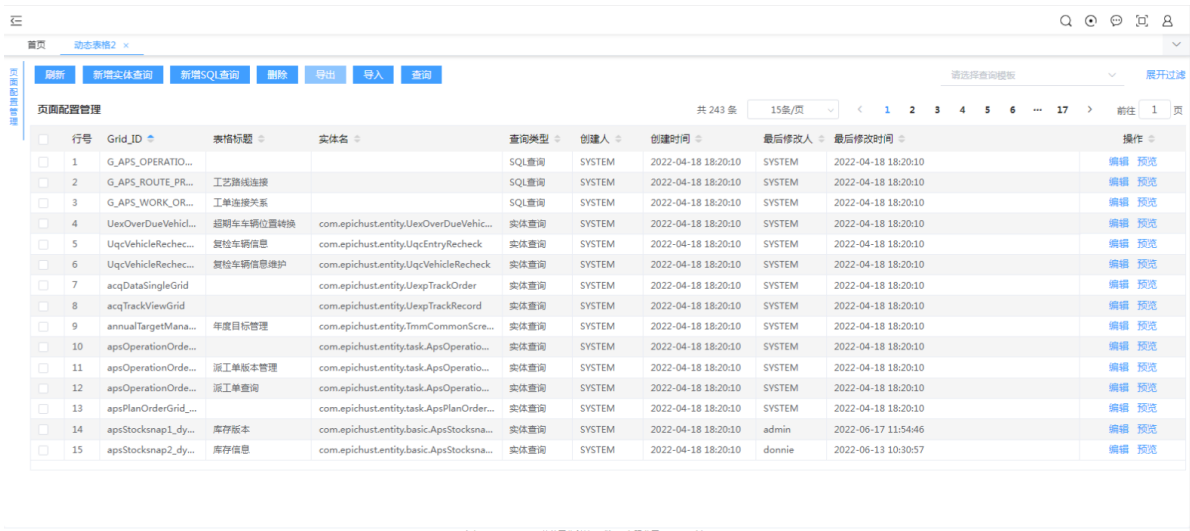 首页 动态表格2 ×
页面配置管理
刷新 新增实体查询 新增SQL查询 删除 导出 导入 查询 请选择查询模板 展开过滤
页面配置管理 共 243 条 15条/页 < 1 2 3 4 5 6 ··· 17 > 前往 1 页
行号 Grid_ID 表格标题 实体名 查询类型 创建人 创建时间 最后修改人 最后修改时间 操作
1 G_APS_OPERATIO... SQL查询 SYSTEM 2022-04-18 18:20:10 SYSTEM 2022-04-18 18:20:10 编辑 预览
2 G_APS_ROUTE_PR... 工艺路线连接 SQL查询 SYSTEM 2022-04-18 18:20:10 SYSTEM 2022-04-18 18:20:10 编辑 预览
3 G_APS_WORK_OR... 工单连接关系 SQL查询 SYSTEM 2022-04-18 18:20:10 SYSTEM 2022-04-18 18:20:10 编辑 预览
4 UexOverDueVehicl... 超期车车辆位置转换 com.epichust.entity.UexOverDueVehic... 实体查询 SYSTEM 2022-04-18 18:20:10 SYSTEM 2022-04-18 18:20:10 编辑 预览
5 UqcVehicleRechec... 复检车辆信息 com.epichust.entity.UqcEntryRecheck 实体查询 SYSTEM 2022-04-18 18:20:10 SYSTEM 2022-04-18 18:20:10 编辑 预览
6 UqcVehicleRechec... 复检车辆信息维护 com.epichust.entity.UqcVehicleRecheck 实体查询 SYSTEM 2022-04-18 18:20:10 SYSTEM 2022-04-18 18:20:10 编辑 预览
7 acqDataSingleGrid com.epichust.entity.UexpTrackOrder 实体查询 SYSTEM 2022-04-18 18:20:10 SYSTEM 2022-04-18 18:20:10 编辑 预览
8 acqTrackViewGrid com.epichust.entity.UexpTrackRecord 实体查询 SYSTEM 2022-04-18 18:20:10 SYSTEM 2022-04-18 18:20:10 编辑 预览
9 annualTargetMana... 年度目标管理 com.epichust.entity.TmmCommonScre... 实体查询 SYSTEM 2022-04-18 18:20:10 SYSTEM 2022-04-18 18:20:10 编辑 预览
10 apsOperationOrde... com.epichust.entity.task.ApsOperatio... 实体查询 SYSTEM 2022-04-18 18:20:10 SYSTEM 2022-04-18 18:20:10 编辑 预览
11 apsOperationOrde... 派工单版本管理 com.epichust.entity.task.ApsOperatio... 实体查询 SYSTEM 2022-04-18 18:20:10 SYSTEM 2022-04-18 18:20:10 编辑 预览
12 apsOperationOrde... 派工单查询 com.epichust.entity.task.ApsOperatio... 实体查询 SYSTEM 2022-04-18 18:20:10 SYSTEM 2022-04-18 18:20:10 编辑 预览
13 apsPlanOrderGrid_... com.epichust.entity.task.ApsPlanOrder... 实体查询 SYSTEM 2022-04-18 18:20:10 SYSTEM 2022-04-18 18:20:10 编辑 预览
14 apsStocksnap1_dy... 库存版本 com.epichust.entity.basic.ApsStocksna... 实体查询 SYSTEM 2022-04-18 18:20:10 admin 2022-06-17 11:54:46 编辑 预览
15 apsStocksnap2_dy... 库存信息 com.epichust.entity.basic.ApsStocksna... 实体查询 SYSTEM 2022-04-18 18:20:10 donnie 2022-06-13 10:30:57 编辑 预览